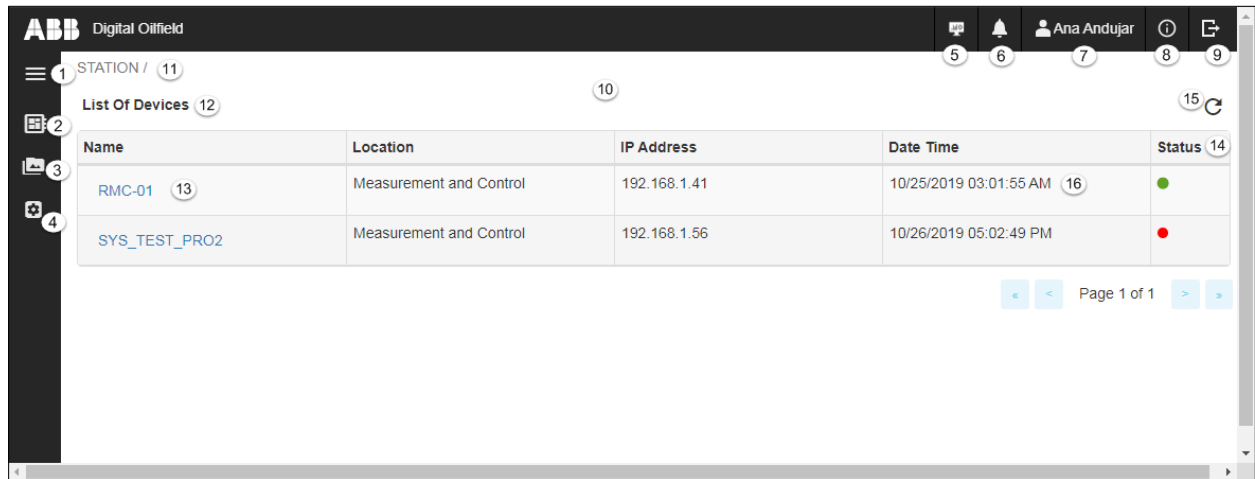 ABB Digital Oilfield Ana Andujar
5 6 7 8 9
1 STATION / 11
10
List Of Devices 12 15
2
Name Location IP Address Date Time Status 14
3
RMC-01 13 Measurement and Control 192.168.1.41 10/25/2019 03:01:55 AM 16
4
SYS_TEST_PRO2 Measurement and Control 192.168.1.56 10/26/2019 05:02:49 PM
« < Page 1 of 1 > »